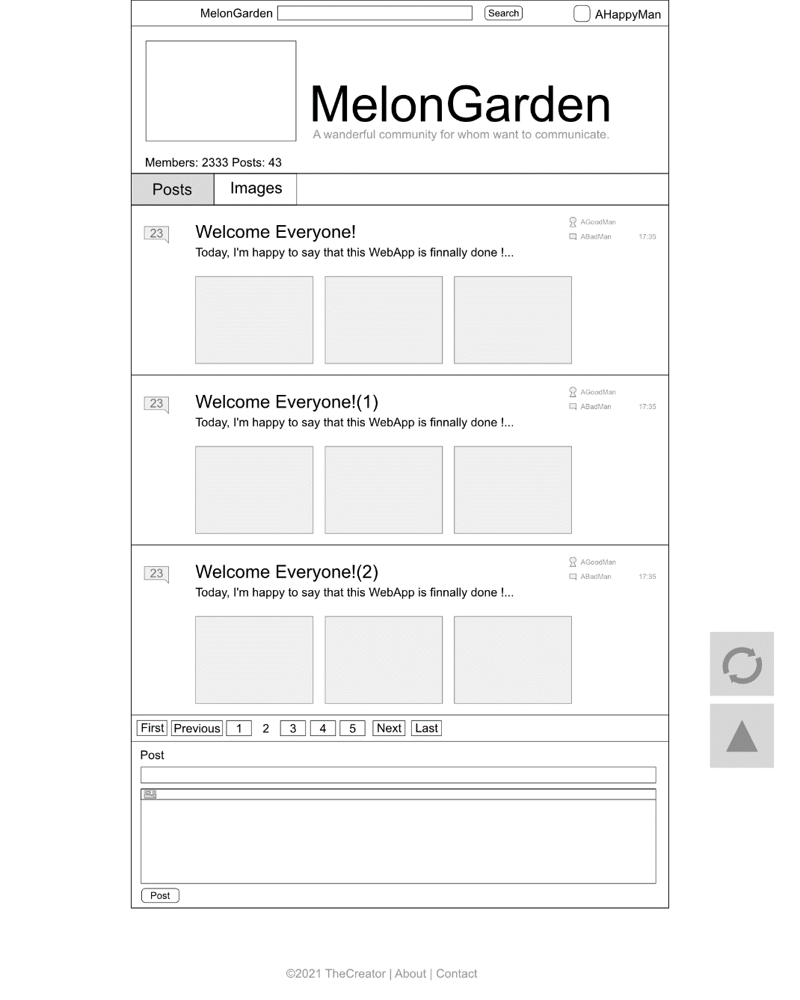 MelonGarden Search AHappyMan
MelonGarden
A wanderful community for whom want to communicate.
Members: 2333 Posts: 43
Posts Images
23 Welcome Everyone! AGoodMan
ABadMan 17:35
Today, I'm happy to say that this WebApp is finnally done !...
23 Welcome Everyone!(1) AGoodMan
ABadMan 17:35
Today, I'm happy to say that this WebApp is finnally done !...
23 Welcome Everyone!(2) AGoodMan
ABadMan 17:35
Today, I'm happy to say that this WebApp is finnally done !...
First Previous 1 2 3 4 5 Next Last
Post
Post
©2021 TheCreator | About | Contact